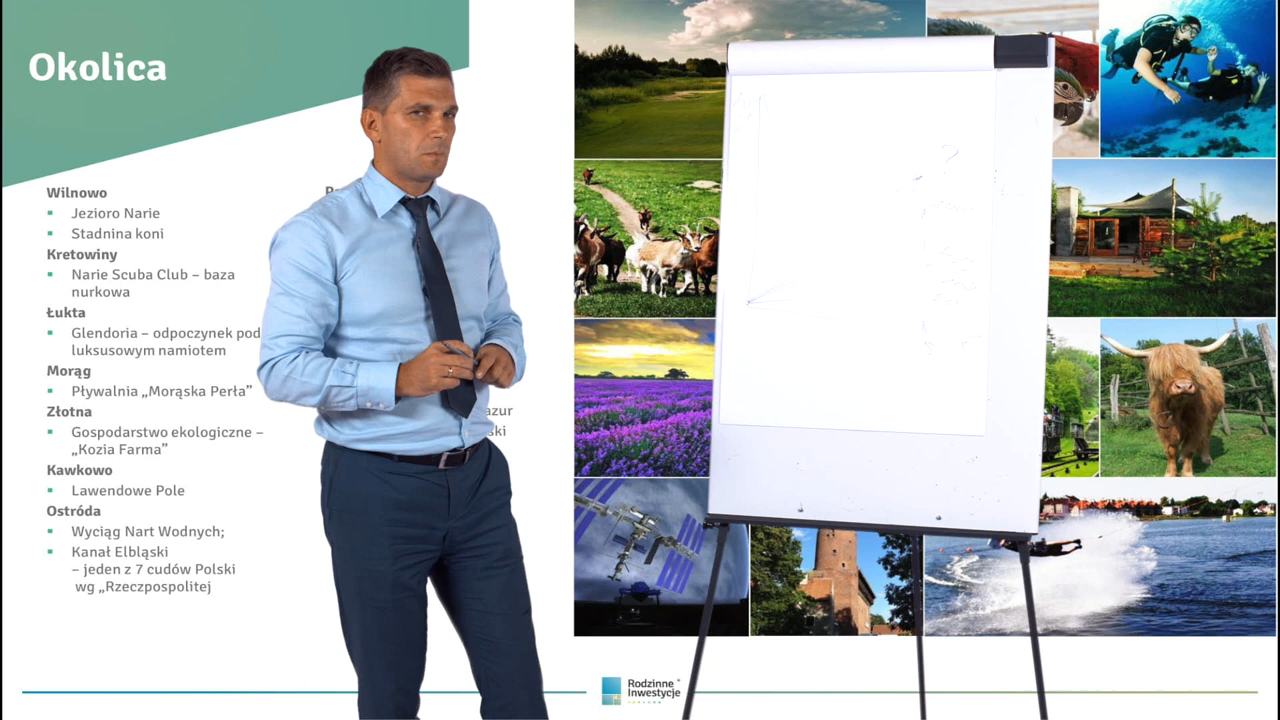 Okolica
Wilnowo
▪ Jezioro Narie
▪ Stadnina koni
Kretowiny
▪ Narie Scuba Club – baza
nurkowa
Łukta
▪ Glendoria – odpoczynek pod
luksusowym namiotem
Morąg
▪ Pływalnia „Morąska Perła”
Złotna
▪ Gospodarstwo ekologiczne –
„Kozia Farma”
Kawkowo
▪ Lawendowe Pole
Ostróda
▪ Wyciąg Nart Wodnych;
▪ Kanał Elbląski
– jeden z 7 cudów Polski
wg „Rzeczpospolitej
Rodzinne
Inwestycje